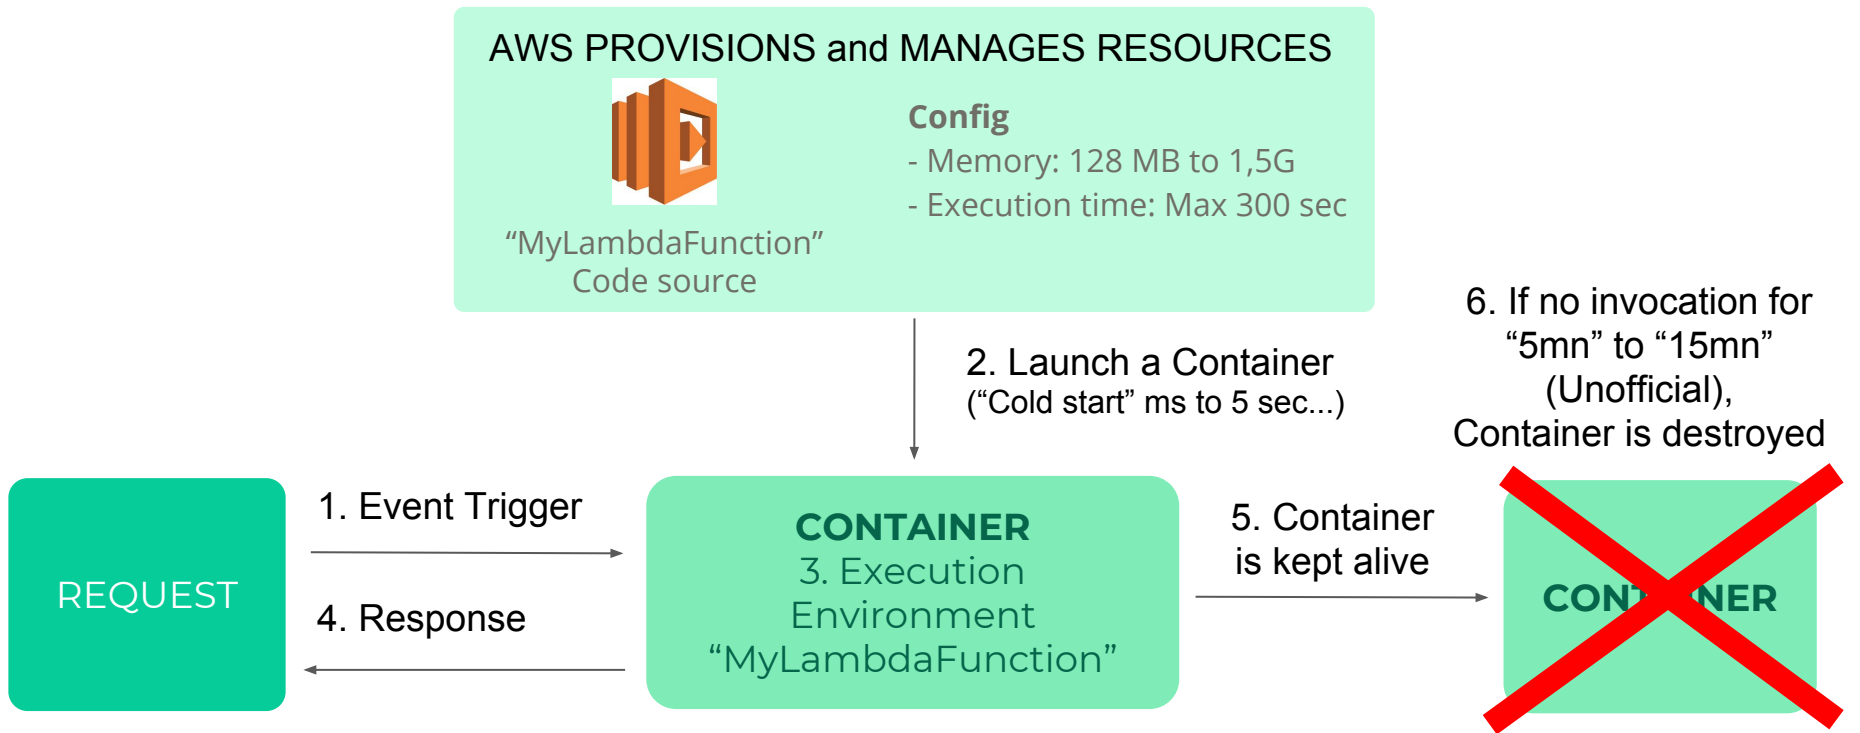 AWS PROVISIONS and MANAGES RESOURCES
Config
- Memory: 128 MB to 1,5G
- Execution time: Max 300 sec
“MyLambdaFunction”
Code source
2. Launch a Container
(“Cold start” ms to 5 sec...)
6. If no invocation for
“5mn” to “15mn”
(Unofficial),
Container is destroyed
REQUEST
1. Event Trigger
4. Response
CONTAINER
3. Execution
Environment
“MyLambdaFunction”
5. Container
is kept alive
CONTAINER